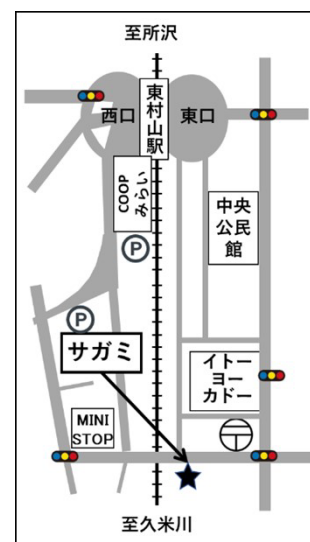 至所沢
西口
東村山駅
東口
COOP
みらい
P
中央
公民
館
P
サガミ
イトー
ヨー
カドー
MINI
STOP
至久米川